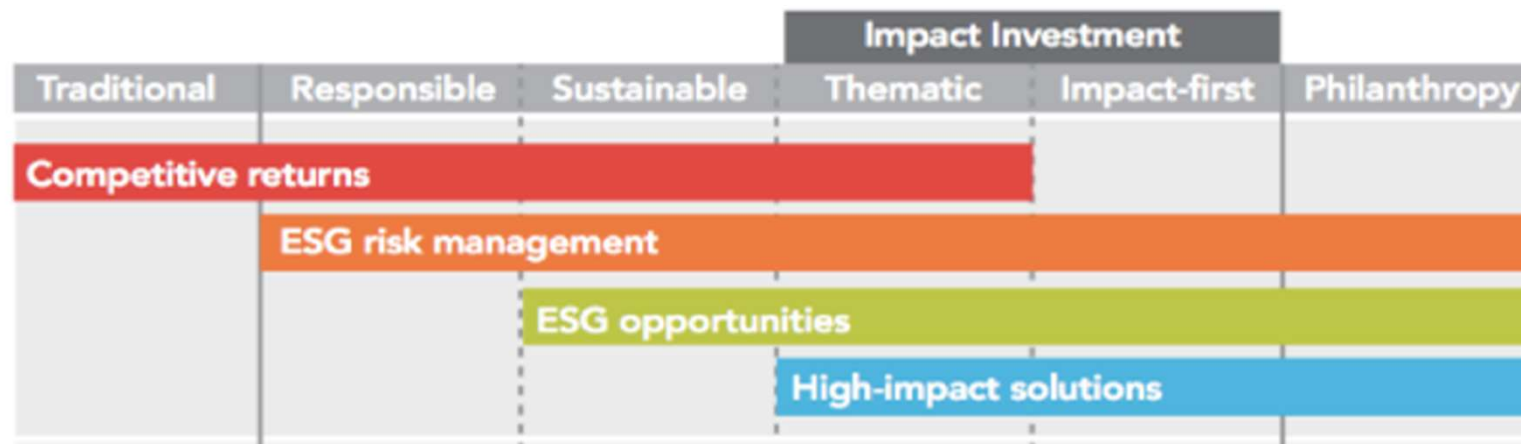 Impact Investment
Traditional Responsible Sustainable Thematic Impact-first Philanthropy
Competitive returns
ESG risk management
ESG opportunities
High-impact solutions